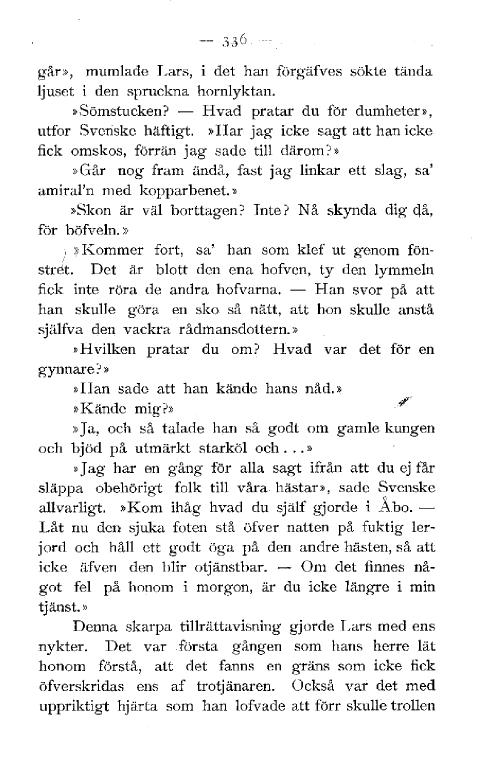 — 336 —
går», mumlade Lars, i det han förgäfves sökte tända
ljuset i den spruckna hornlyktan.
»Sömstucken? — Hvad pratar du för dumheter»,
utfor Svenske häftigt. »Har jag icke sagt att han icke
fick omskos, förrän jag sade till därom?»
»Går nog fram ändå, fast jag linkar ett slag, sa'
amiral'n med kopparbenet.»
»Skon är väl borttagen? Inte? Nå skynda dig då,
för böfveln.»
»Kommer fort, sa' han som klef ut genom fön-
stret. Det är blott den ena hofven, ty den lymmeln
fick inte röra de andra hofvarna. — Han svor på att
han skulle göra en sko så nätt, att hon skulle anstå
själfva den vackra rådmansdottern.»
»Hvilken pratar du om? Hvad var det för en
gynnare?»
»Han sade att han kände hans nåd.»
»Kände mig?»
»Ja, och så talade han så godt om gamle kungen
och bjöd på utmärkt starköl och . . .»
»Jag har en gång för alla sagt ifrån att du ej får
släppa obehörigt folk till våra hästar», sade Svenske
allvarligt. »Kom ihåg hvad du själf gjorde i Åbo. —
Låt nu den sjuka foten stå öfver natten på fuktig ler-
jord och håll ett godt öga på den andre hästen, så att
icke äfven den blir otjänstbar. — Om det finnes nå-
got fel på honom i morgon, är du icke längre i min
tjänst.»
Denna skarpa tillrättavisning gjorde Lars med ens
nykter. Det var första gången som hans herre lät
honom förstå, att det fanns en gräns som icke fick
öfverskridas ens af trotjänaren. Också var det med
uppriktigt hjärta som han lofvade att förr skulle trollen